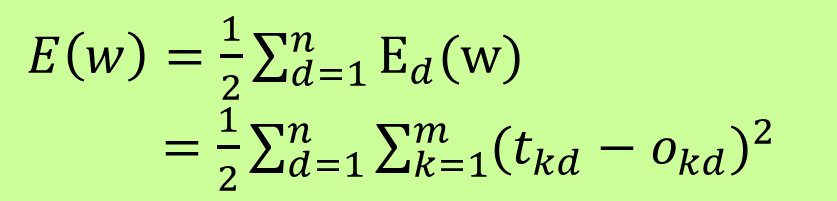 E(w) = ½∑ⁿ_{d=1} E_d(w)
= ½∑ⁿ_{d=1} ∑ᵐ_{k=1}(t_{kd} − o_{kd})²